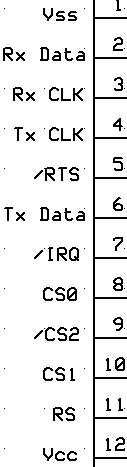 Vss 1
Rx Data 2
Rx CLK 3
Tx CLK 4
/RTS 5
Tx Data 6
/IRQ 7
CS0 8
/CS2 9
CS1 10
RS 11
Vcc 12